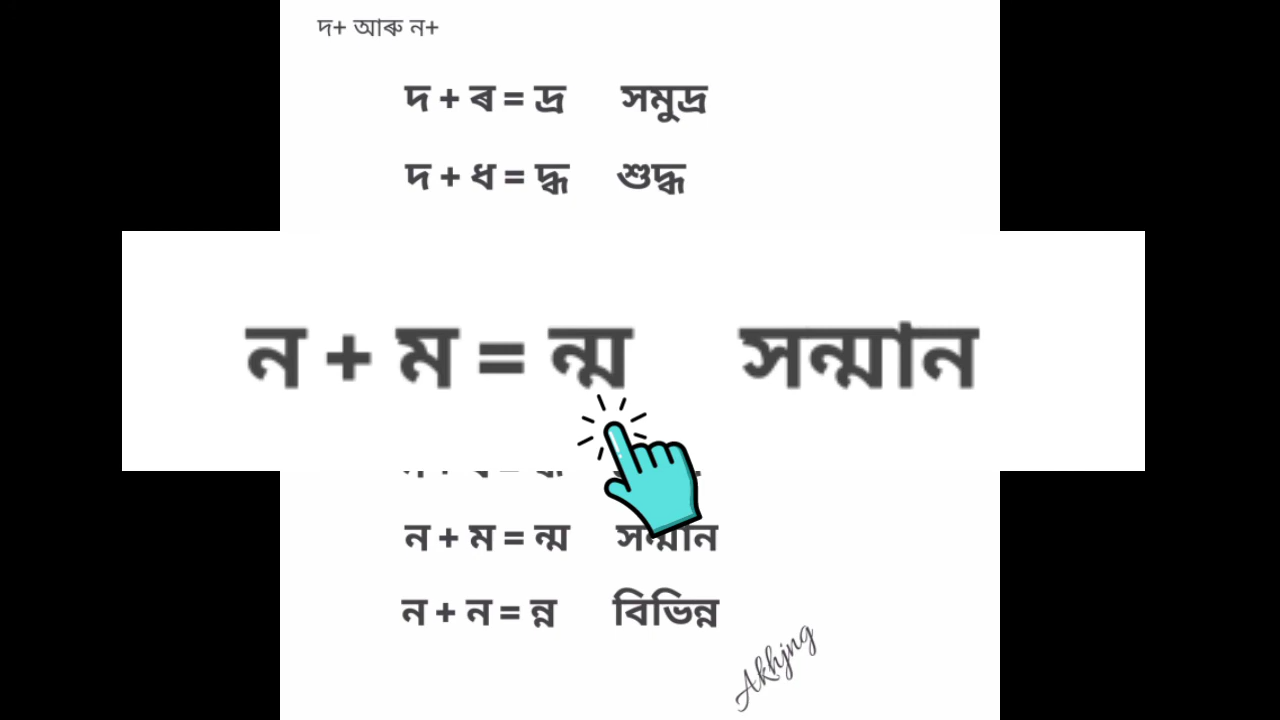 দ+ আৰু ন+
দ + ৰ = দ্ৰ সমুদ্ৰ
দ + ধ = দ্ধ শুদ্ধ
ন + ম = ন্ম সন্মান
ন + ম = ন্ম সন্মান
ন + ন = ন্ন বিভিন্ন
Akhjng